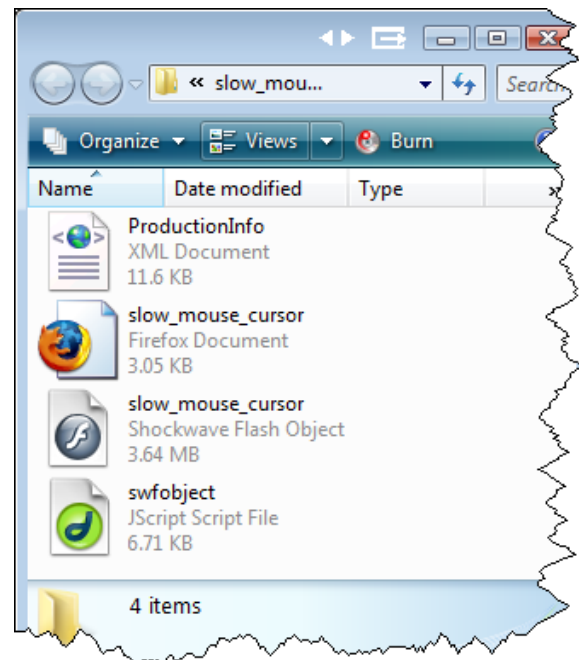 « slow_mou...
Search
Organize Views Burn
Name Date modified Type »
ProductionInfo
XML Document
11.6 KB
slow_mouse_cursor
Firefox Document
3.05 KB
slow_mouse_cursor
Shockwave Flash Object
3.64 MB
swfobject
JScript Script File
6.71 KB
4 items